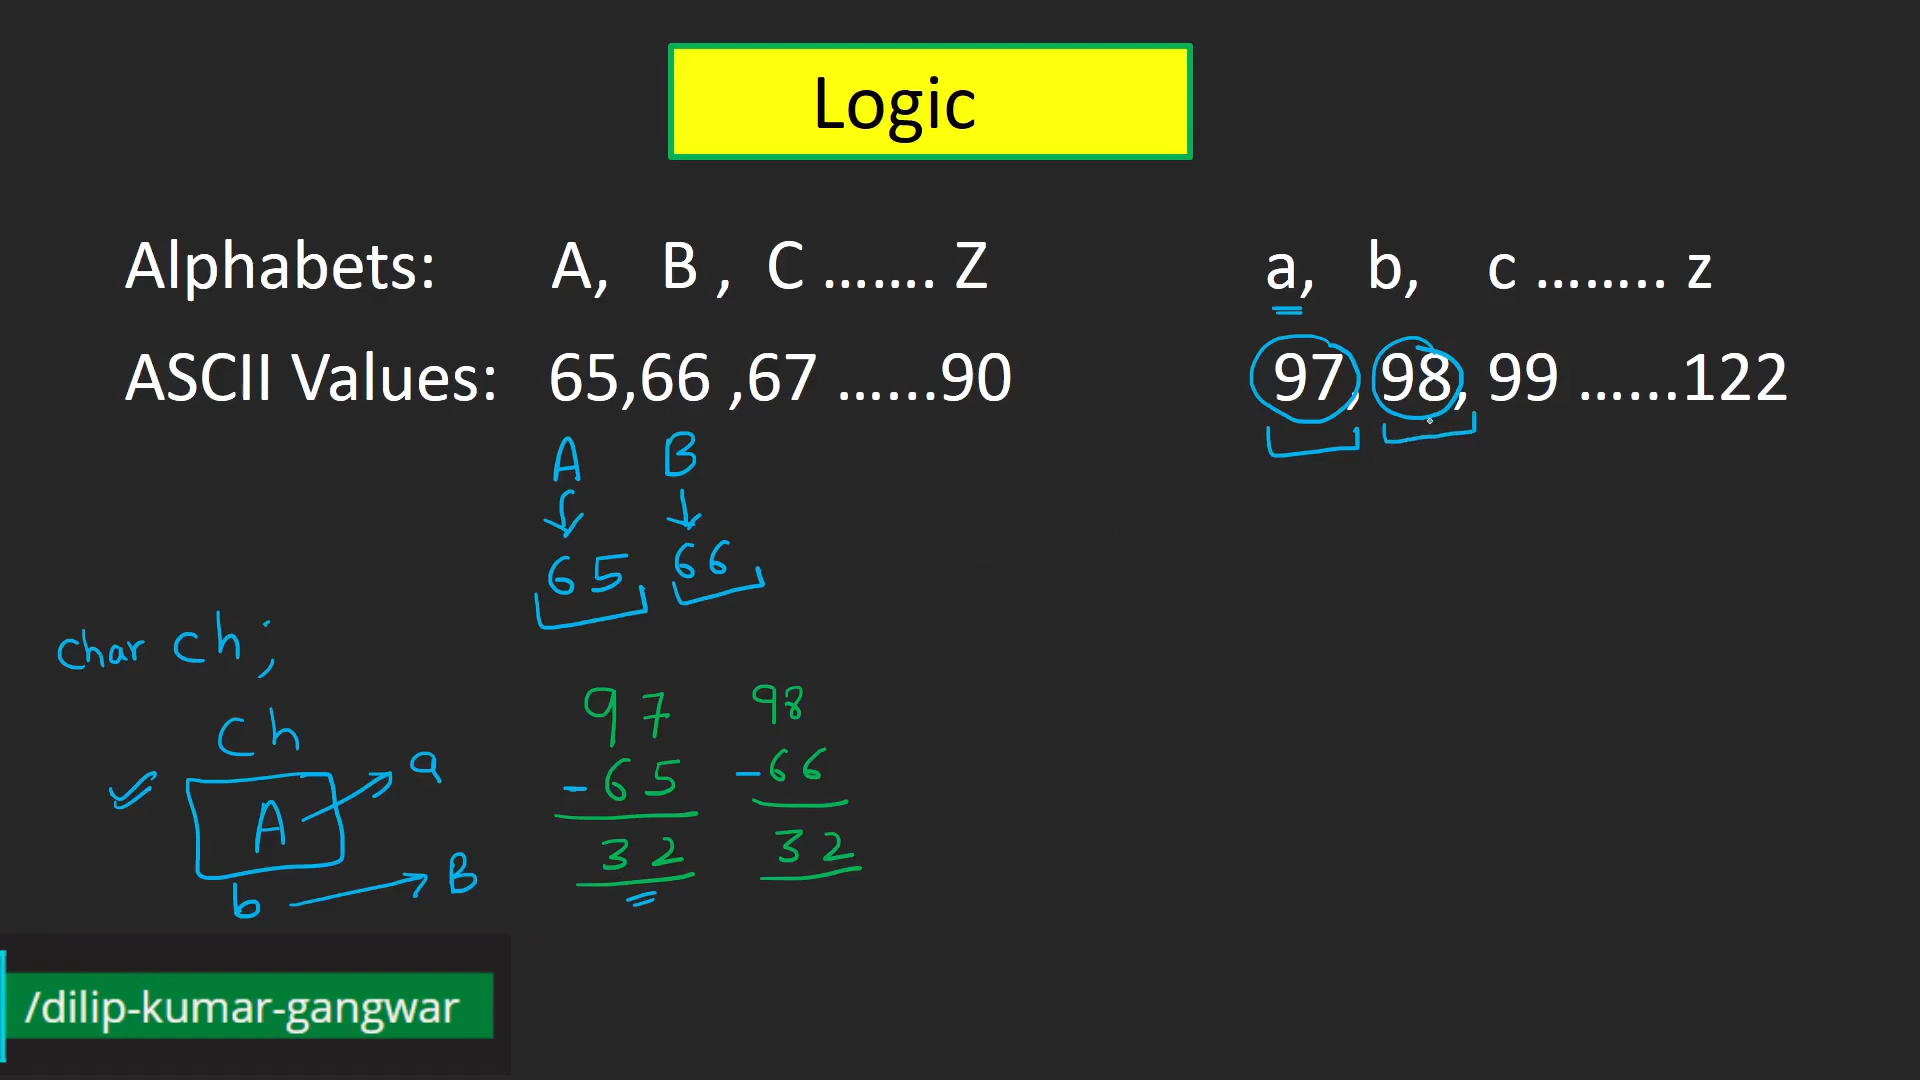 Logic
Alphabets: A, B , C ....... Z a, b, c ........ z
ASCII Values: 65,66 ,67 ......90 97, 98, 99 ......122
A B
65 66
char ch;
97 98
ch
-65 -66
a
A
32 32
b B
/dilip-kumar-gangwar